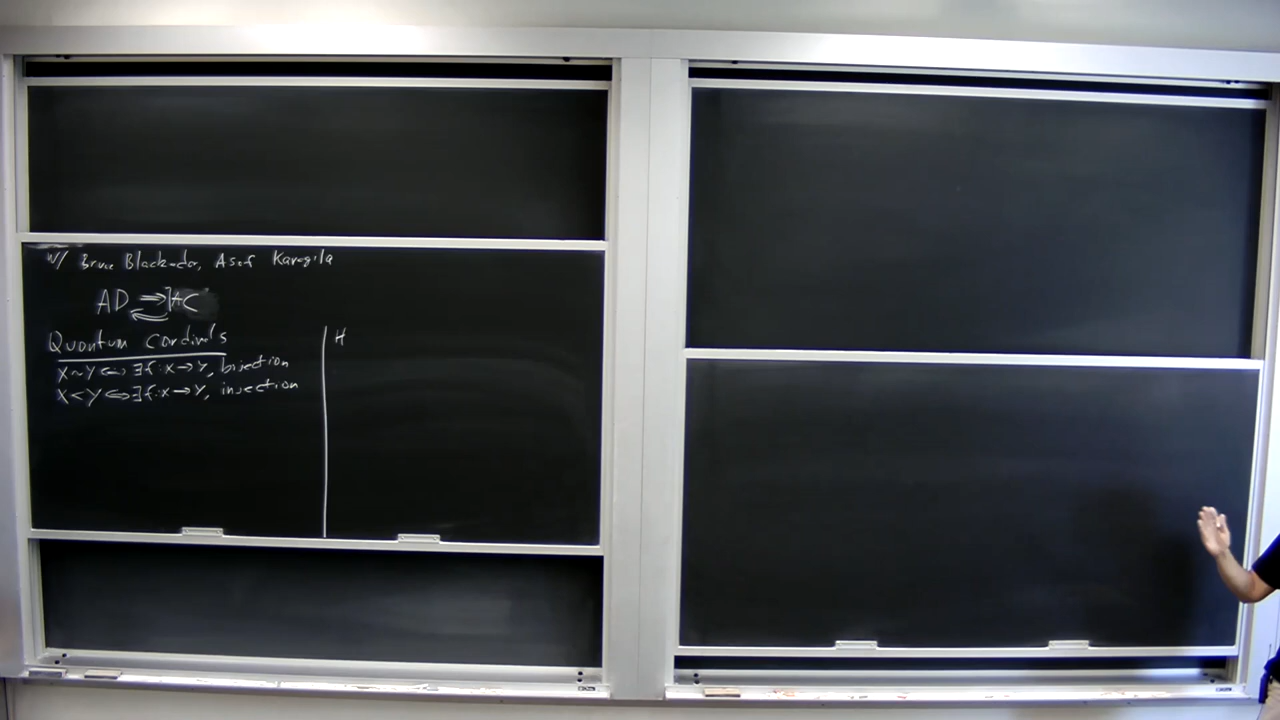 w/ Bruce Blackadar, Asaf Karagila
AD ⇒ ¬AC
⇐
Quantum Cardinals
X~Y ⇔ ∃f:X→Y, bijection
X<Y ⇔ ∃f:X→Y, injection
H